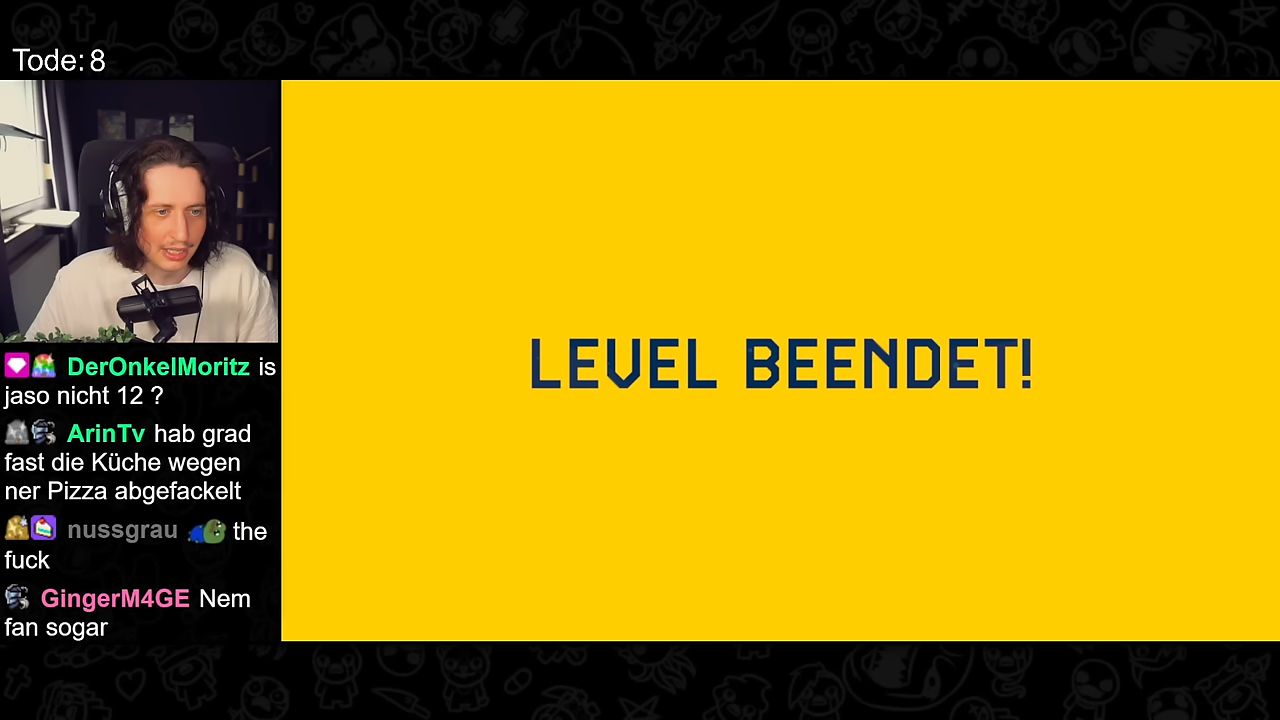 Tode: 8
LEVEL BEENDET!
DerOnkelMoritz is
jaso nicht 12 ?
ArinTv hab grad
fast die Küche wegen
ner Pizza abgefackelt
nussgrau the
fuck
GingerM4GE Nem
fan sogar